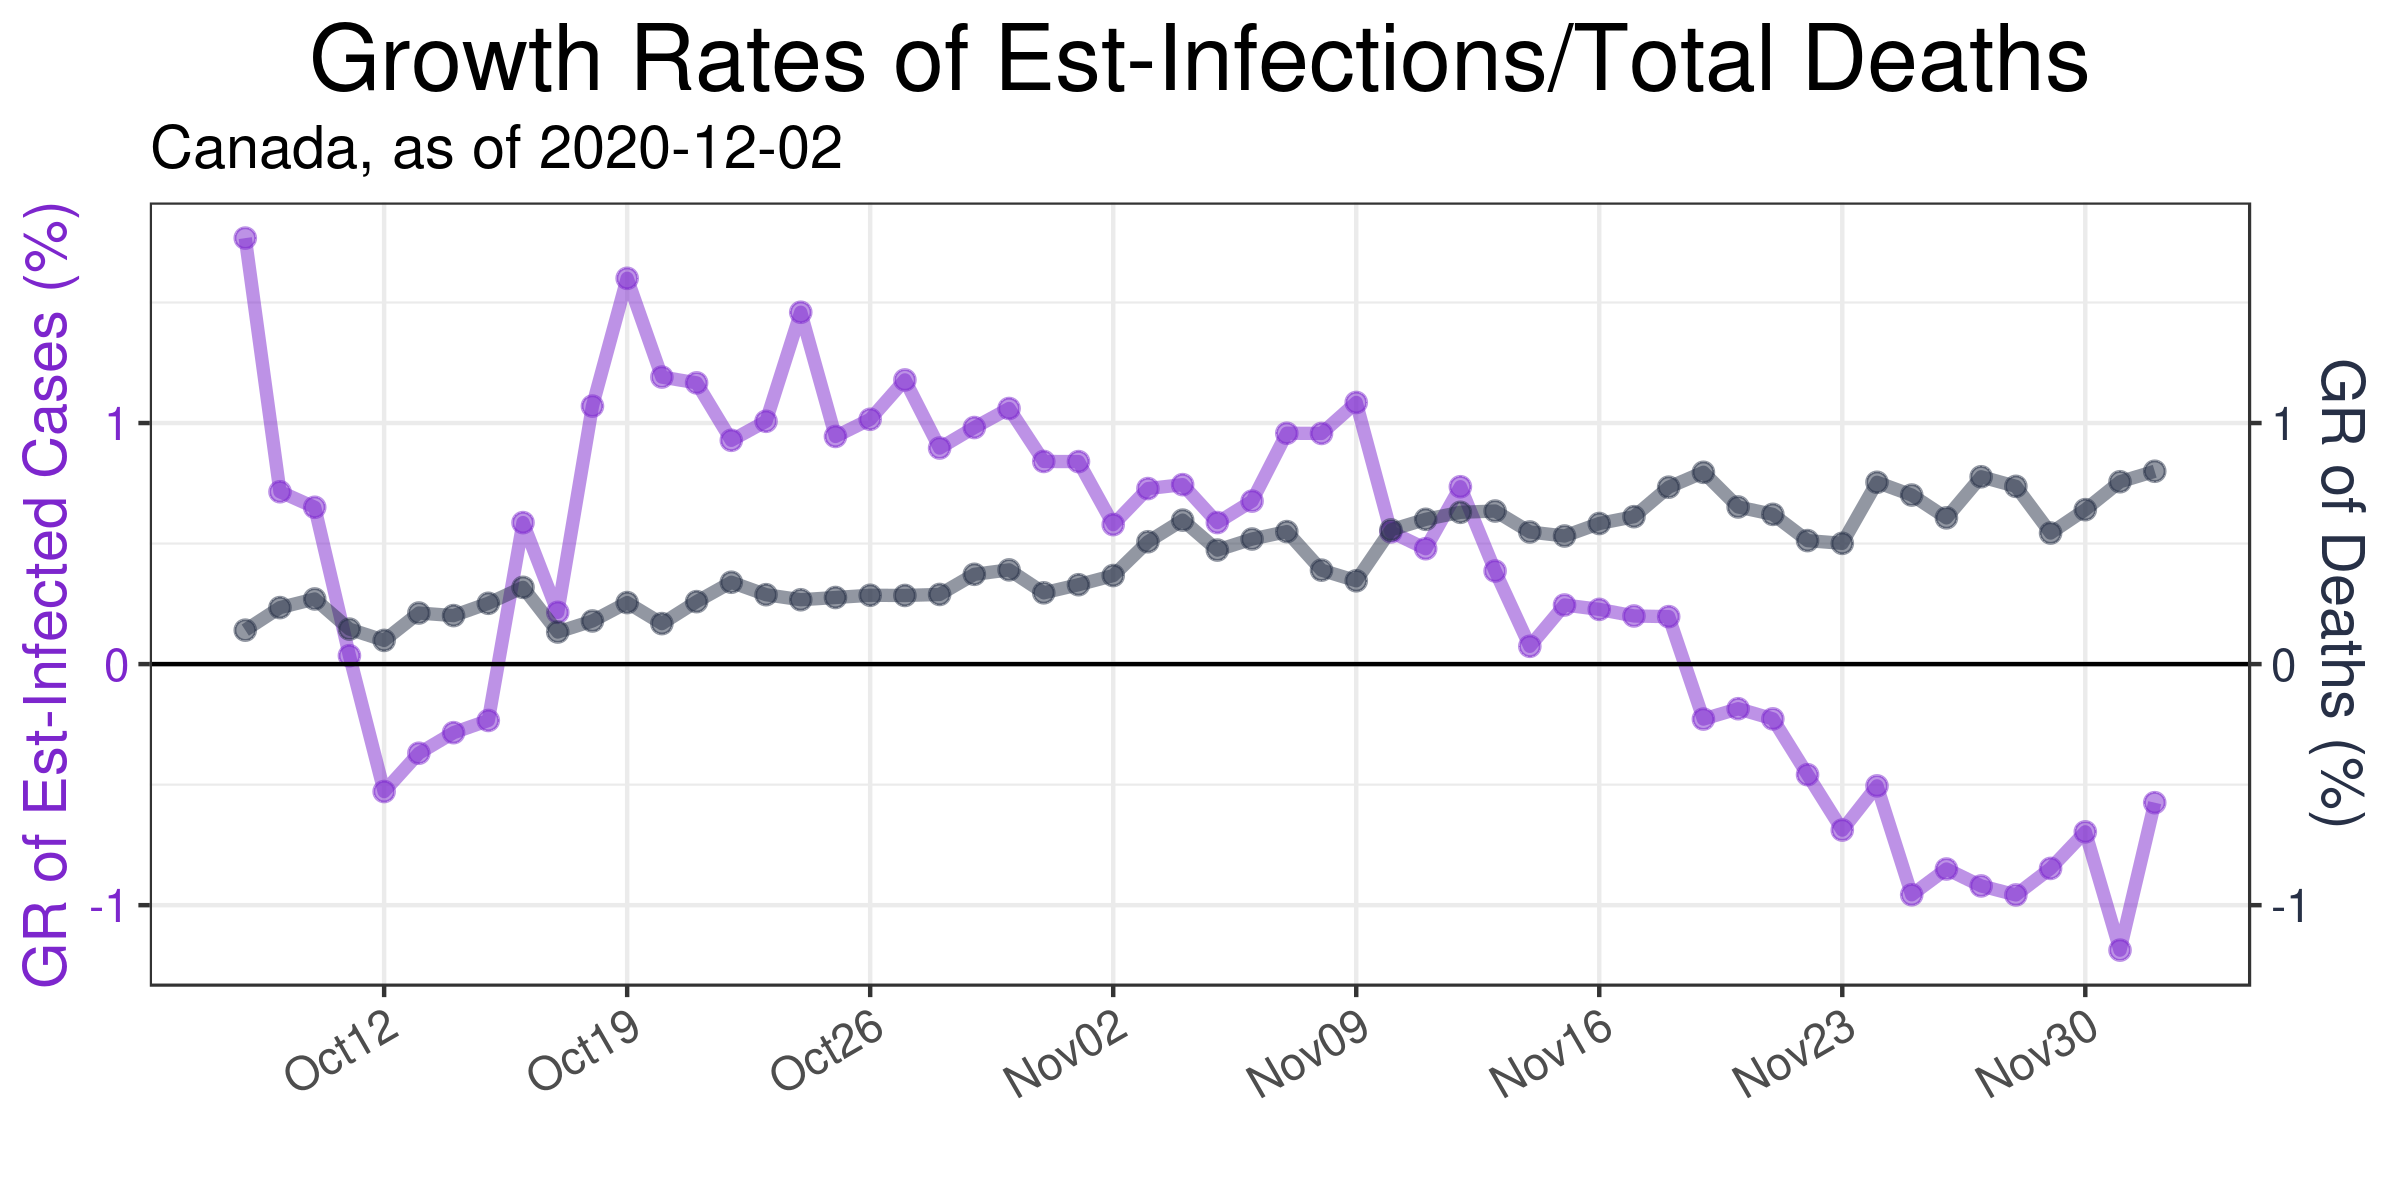 Growth Rates of Est-Infections/Total Deaths
Canada, as of 2020-12-02
GR of Est-Infected Cases (%)
1
0
-1
1
0
-1
GR of Deaths (%)
Oct12
Oct19
Oct26
Nov02
Nov09
Nov16
Nov23
Nov30